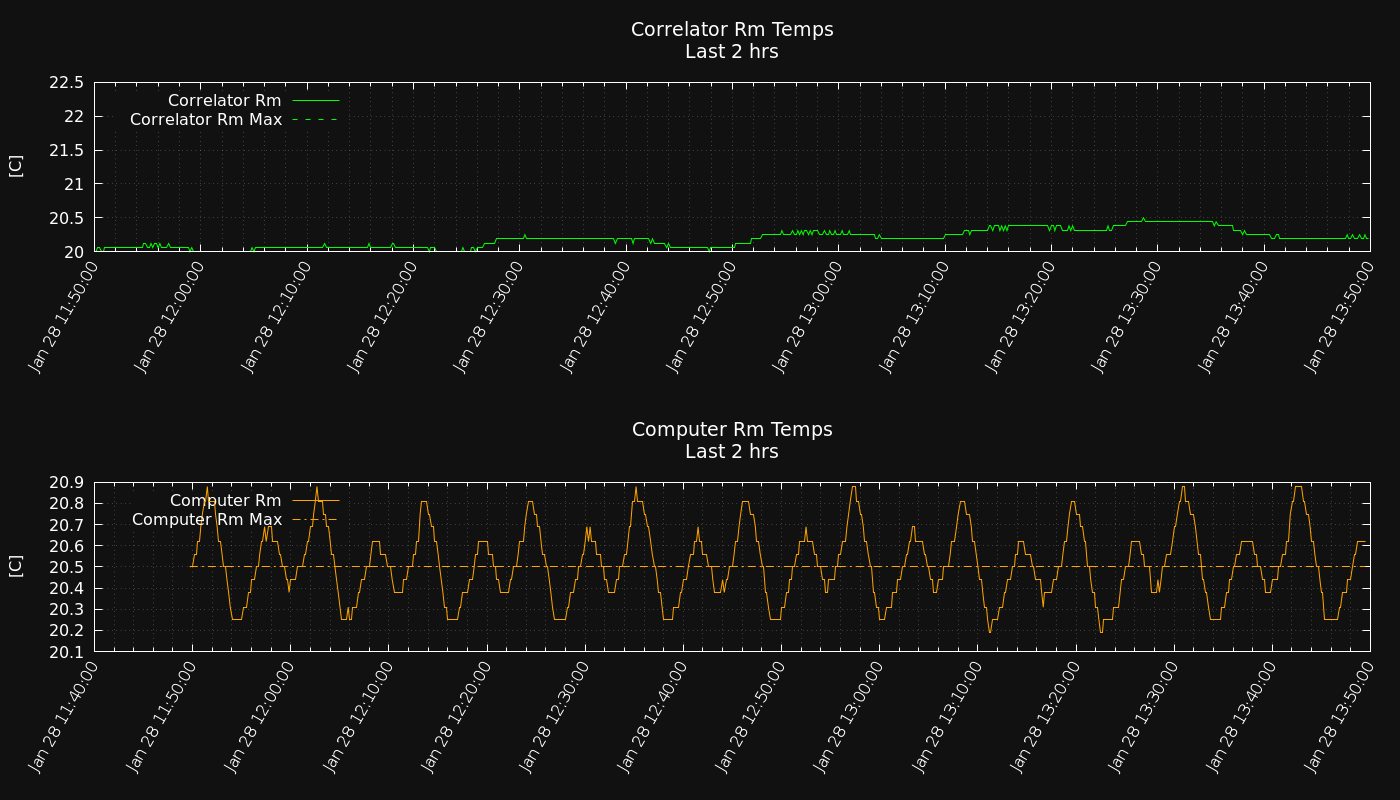 Correlator Rm Temps
Last 2 hrs
22.5
22
21.5
21
20.5
20
[C]
Correlator Rm
Correlator Rm Max
Jan 28 11:50:00
Jan 28 12:00:00
Jan 28 12:10:00
Jan 28 12:20:00
Jan 28 12:30:00
Jan 28 12:40:00
Jan 28 12:50:00
Jan 28 13:00:00
Jan 28 13:10:00
Jan 28 13:20:00
Jan 28 13:30:00
Jan 28 13:40:00
Jan 28 13:50:00
Computer Rm Temps
Last 2 hrs
20.9
20.8
20.7
20.6
20.5
20.4
20.3
20.2
20.1
[C]
Computer Rm
Computer Rm Max
Jan 28 11:40:00
Jan 28 11:50:00
Jan 28 12:00:00
Jan 28 12:10:00
Jan 28 12:20:00
Jan 28 12:30:00
Jan 28 12:40:00
Jan 28 12:50:00
Jan 28 13:00:00
Jan 28 13:10:00
Jan 28 13:20:00
Jan 28 13:30:00
Jan 28 13:40:00
Jan 28 13:50:00